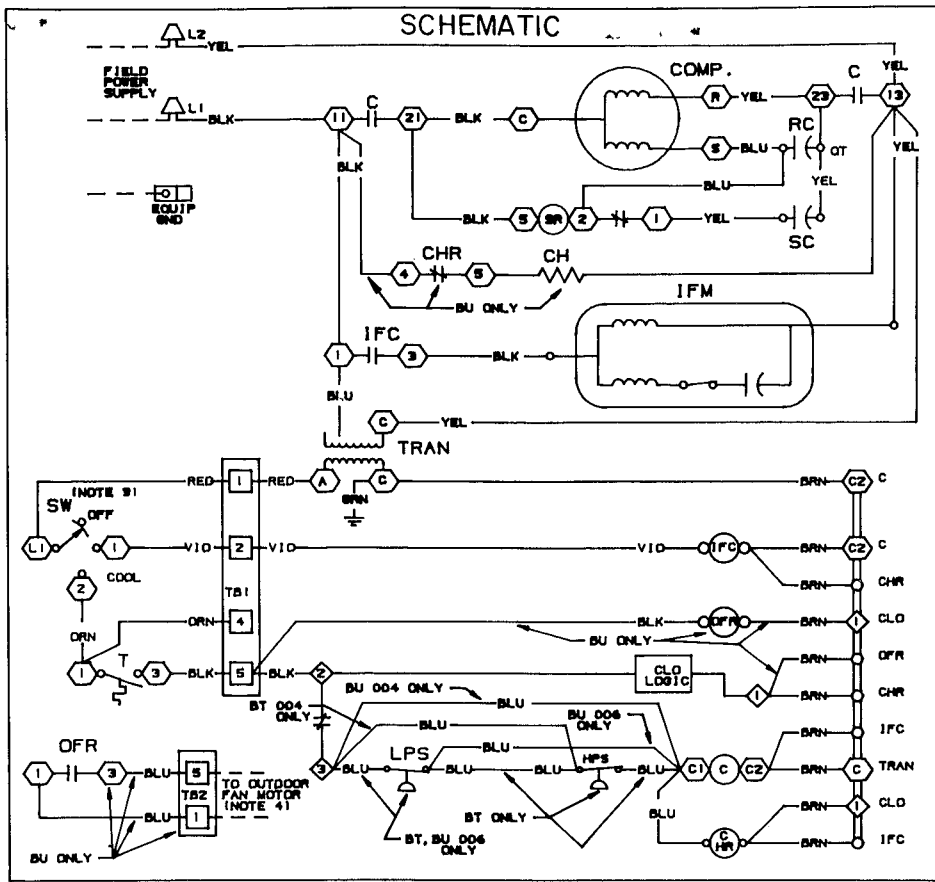 SCHEMATIC
L2
YEL
FIELD
POWER
SUPPLY
COMP.
C
YEL
L1
BLK
11
C
21
BLK
C
R
YEL
23
13
S
BLU
RC
QT
YEL
BLK
BLU
YEL
EQUIP
GND
BLK
5
SR
2
1
YEL
SC
CHR
CH
4
5
BU ONLY
IFM
IFC
1
3
BLK
BLU
C
YEL
TRAN
RED
1
RED
A
C
BRN
BRN
C2
C
SW
(NOTE 9)
OFF
L1
1
VIO
2
VIO
VIO
IFC
BRN
C2
C
2
COOL
TB1
BRN
CHR
ORN
4
BLK
OFR
BRN
1
CLO
ORN
BU ONLY
1
T
3
BLK
5
BLK
2
CLO
LOGIC
BRN
OFR
1
BRN
CHR
BT 004
ONLY
BU 004 ONLY
BLU
BLU
BU 006
ONLY
BRN
IFC
OFR
LPS
BLU
HPS
1
3
BLU
5
TO OUTDOOR
FAN MOTOR
(NOTE 4)
3
BLU
BLU
BLU
BLU
C1
C
C2
BRN
C
TRAN
TB2
BLU
1
BT ONLY
BLU
BRN
1
CLO
BT, BU 006
ONLY
C
HR
BRN
IFC
BU ONLY